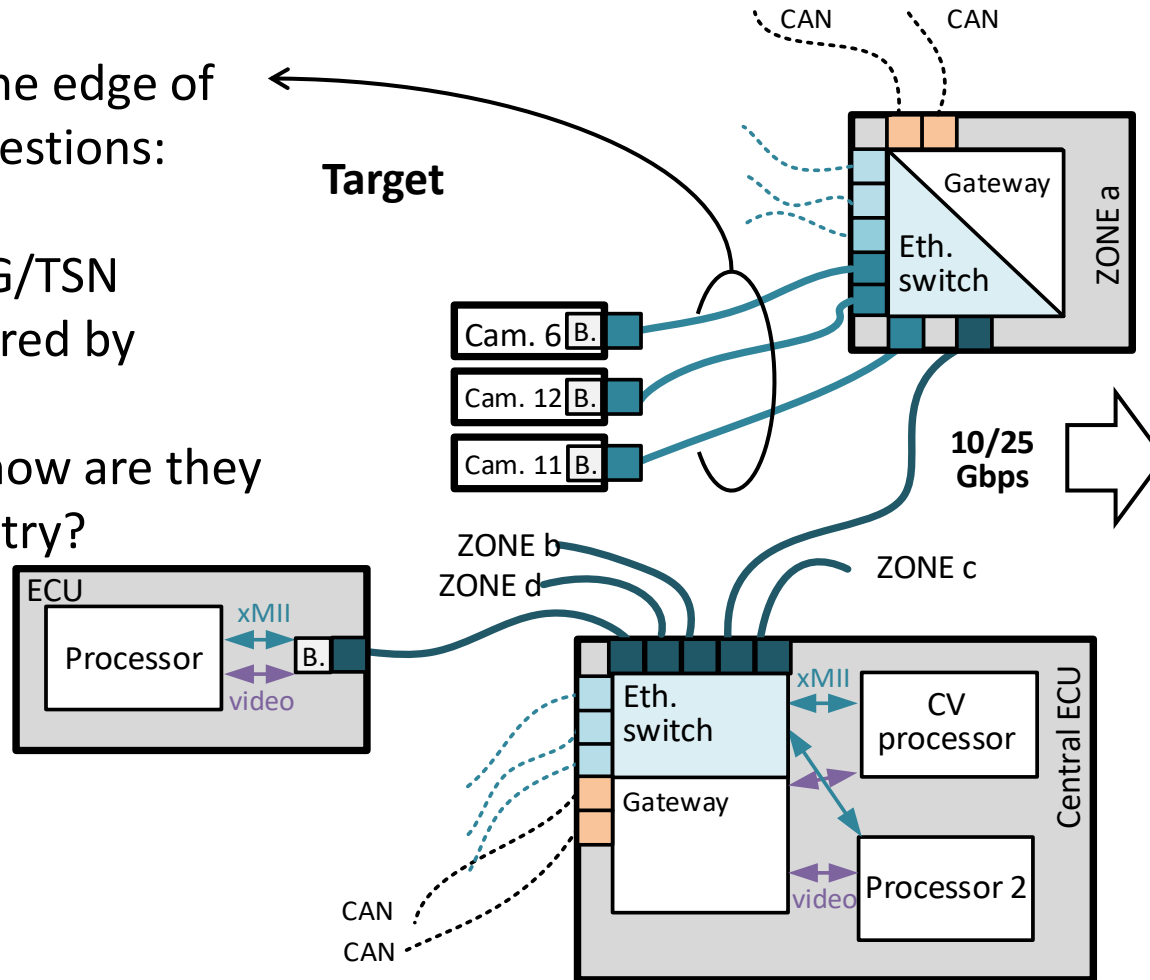 CAN
CAN
ne edge of
estions:
Target
G/TSN
red by
now are they
try?
Gateway
Eth.
switch
ZONE a
Cam. 6
B.
Cam. 12
B.
Cam. 11
B.
10/25
Gbps
ZONE b
ZONE d
ZONE c
ECU
Processor
xMII
video
B.
Eth.
switch
Gateway
xMII
CV
processor
Central ECU
video
Processor 2
CAN
CAN